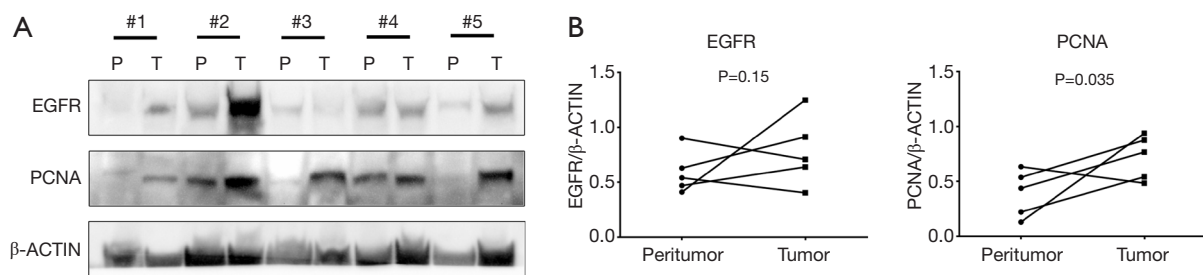 A
#1 #2 #3 #4 #5
P T P T P T P T P T
EGFR
PCNA
β-ACTIN
B
EGFR
P=0.15
EGFR/β-ACTIN
1.5
1.0
0.5
0.0
Peritumor Tumor
PCNA
P=0.035
PCNA/β-ACTIN
1.5
1.0
0.5
0.0
Peritumor Tumor